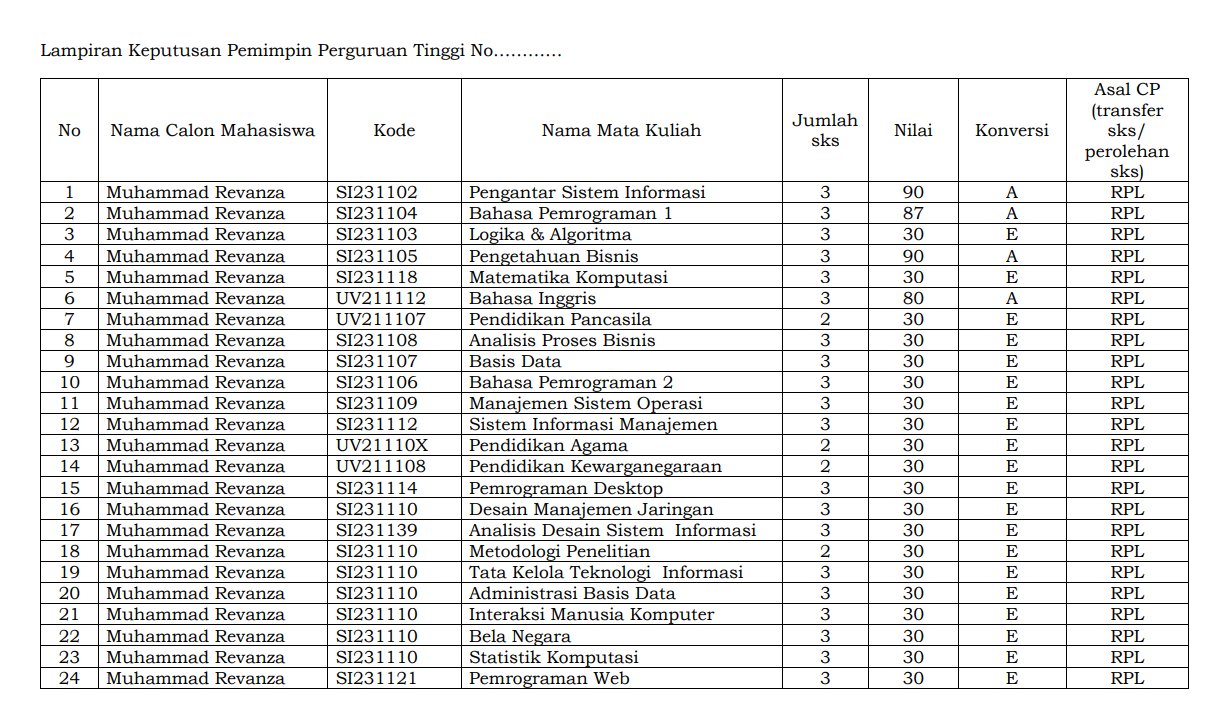 Lampiran Keputusan Pemimpin Perguruan Tinggi No............
No Nama Calon Mahasiswa Kode Nama Mata Kuliah Jumlah sks Nilai Konversi Asal CP (transfer sks/ perolehan sks)
1 Muhammad Revanza SI231102 Pengantar Sistem Informasi 3 90 A RPL
2 Muhammad Revanza SI231104 Bahasa Pemrograman 1 3 87 A RPL
3 Muhammad Revanza SI231103 Logika & Algoritma 3 30 E RPL
4 Muhammad Revanza SI231105 Pengetahuan Bisnis 3 90 A RPL
5 Muhammad Revanza SI231118 Matematika Komputasi 3 30 E RPL
6 Muhammad Revanza UV211112 Bahasa Inggris 3 80 A RPL
7 Muhammad Revanza UV211107 Pendidikan Pancasila 2 30 E RPL
8 Muhammad Revanza SI231108 Analisis Proses Bisnis 3 30 E RPL
9 Muhammad Revanza SI231107 Basis Data 3 30 E RPL
10 Muhammad Revanza SI231106 Bahasa Pemrograman 2 3 30 E RPL
11 Muhammad Revanza SI231109 Manajemen Sistem Operasi 3 30 E RPL
12 Muhammad Revanza SI231112 Sistem Informasi Manajemen 3 30 E RPL
13 Muhammad Revanza UV21110X Pendidikan Agama 2 30 E RPL
14 Muhammad Revanza UV211108 Pendidikan Kewarganegaraan 2 30 E RPL
15 Muhammad Revanza SI231114 Pemrograman Desktop 3 30 E RPL
16 Muhammad Revanza SI231110 Desain Manajemen Jaringan 3 30 E RPL
17 Muhammad Revanza SI231139 Analisis Desain Sistem  Informasi 3 30 E RPL
18 Muhammad Revanza SI231110 Metodologi Penelitian 2 30 E RPL
19 Muhammad Revanza SI231110 Tata Kelola Teknologi  Informasi 3 30 E RPL
20 Muhammad Revanza SI231110 Administrasi Basis Data 3 30 E RPL
21 Muhammad Revanza SI231110 Interaksi Manusia Komputer 3 30 E RPL
22 Muhammad Revanza SI231110 Bela Negara 3 30 E RPL
23 Muhammad Revanza SI231110 Statistik Komputasi 3 30 E RPL
24 Muhammad Revanza SI231121 Pemrograman Web 3 30 E RPL